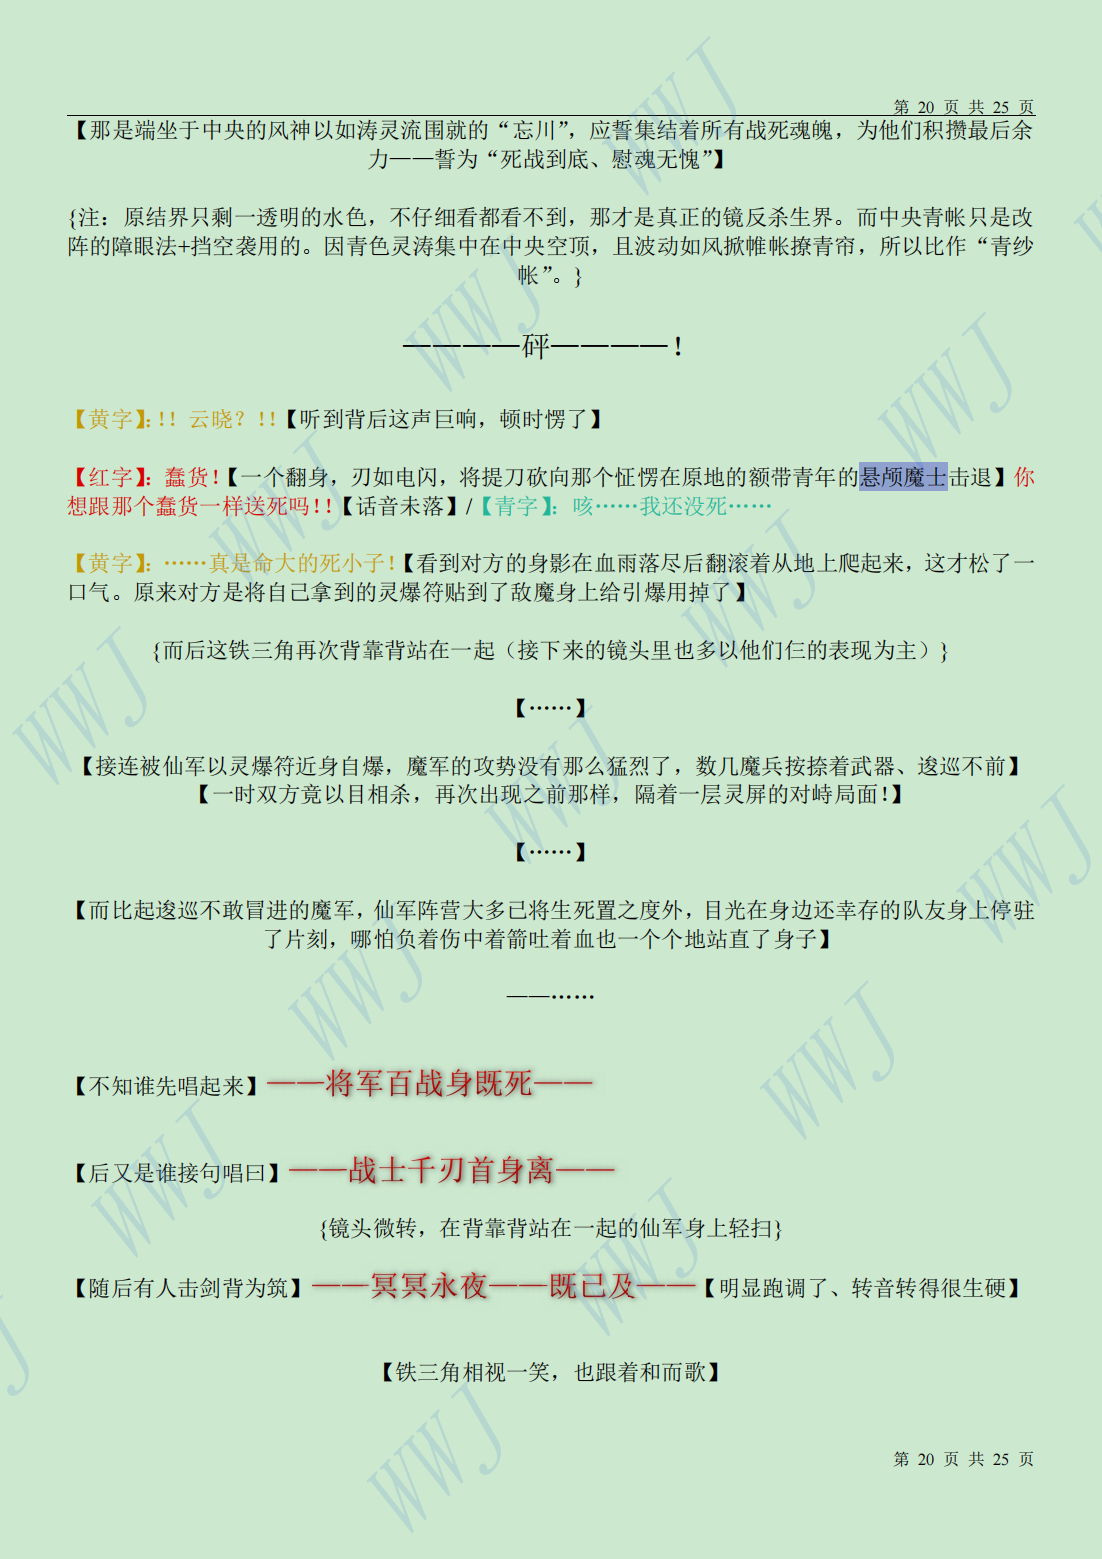 第 20 页 共 25 页
【那是端坐于中央的风神以如涛灵流围就的“忘川”，应誓集结着所有战死魂魄，为他们积攒最后余
力——誓为“死战到底、慰魂无愧”】
{注：原结界只剩一透明的水色，不仔细看都看不到，那才是真正的镜反杀生界。而中央青帐只是改
阵的障眼法+挡空袭用的。因青色灵涛集中在中央空顶，且波动如风掀帷帐撩青帘，所以比作“青纱
帐”。}
————砰————！
【黄字】：！！云晓？！！【听到背后这声巨响，顿时愣了】
【红字】：蠢货！【一个翻身，刃如电闪，将提刀砍向那个怔愣在原地的额带青年的悬颅魔士击退】你
想跟那个蠢货一样送死吗！！【话音未落】/【青字】：咳……我还没死……
【黄字】：……真是命大的死小子！【看到对方的身影在血雨落尽后翻滚着从地上爬起来，这才松了一
口气。原来对方是将自己拿到的灵爆符贴到了敌魔身上给引爆用掉了】
{而后这铁三角再次背靠背站在一起（接下来的镜头里也多以他们仨的表现为主）}
【……】
【接连被仙军以灵爆符近身自爆，魔军的攻势没有那么猛烈了，数几魔兵按捺着武器、逡巡不前】
【一时双方竟以目相杀，再次出现之前那样，隔着一层灵屏的对峙局面！】
【……】
【而比起逡巡不敢冒进的魔军，仙军阵营大多已将生死置之度外，目光在身边还幸存的队友身上停驻
了片刻，哪怕负着伤中着箭吐着血也一个个地站直了身子】
——……
【不知谁先唱起来】——将军百战身既死——
【后又是谁接句唱曰】——战士千刃首身离——
{镜头微转，在背靠背站在一起的仙军身上轻扫}
【随后有人击剑背为筑】——冥冥永夜——既已及——【明显跑调了、转音转得很生硬】
【铁三角相视一笑，也跟着和而歌】
第 20 页 共 25 页
WWJ
WWJ
WWJ
WWJ
WWJ
WWJ
WWJ
WWJ
WWJ
WWJ
WWJ
WWJ
WWJ
WWJ